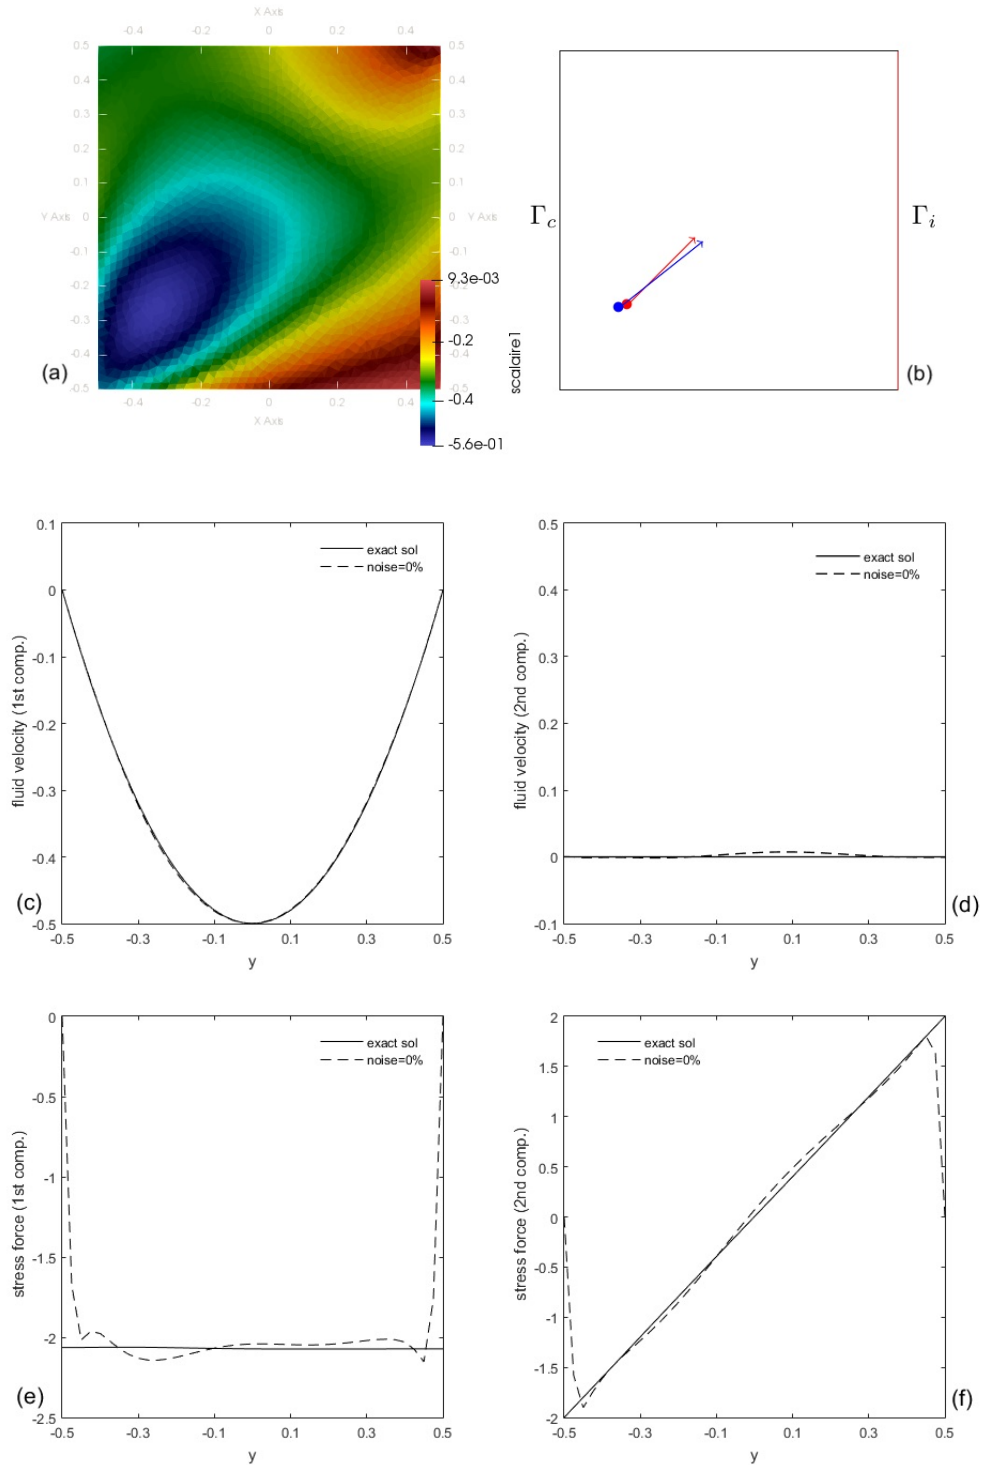 X Axis
-0.4 -0.2 0 0.2 0.4
0.5 0.5
0.4 0.4
0.3 0.3
0.2 0.2
0.1 0.1
Y Axis 0 0 Y Axis
-0.1 -0.1
-0.2 -0.2
-0.3 -0.3
-0.4 -0.4
-0.5 -0.5
-0.4 -0.2 0 0.2 0.4
X Axis
(a)
9.3e-03
-0.2
-0.4
-5.6e-01
scalaire1
Γc Γi
(b)
0.1
0
-0.1
-0.2
-0.3
-0.4
-0.5
-0.5 -0.3 -0.1 0.1 0.3 0.5
y
fluid velocity (1st comp.)
exact sol
noise=0%
(c)
0.5
0.4
0.3
0.2
0.1
0
-0.1
-0.5 -0.3 -0.1 0.1 0.3 0.5
y
fluid velocity (2nd comp.)
exact sol
noise=0%
(d)
0
-0.5
-1
-1.5
-2
-2.5
-0.5 -0.3 -0.1 0.1 0.3 0.5
y
stress force (1st comp.)
exact sol
noise=0%
(e)
2
1.5
1
0.5
0
-0.5
-1
-1.5
-2
-0.5 -0.3 -0.1 0.1 0.3 0.5
y
stress force (2nd comp.)
exact sol
noise=0%
(f)